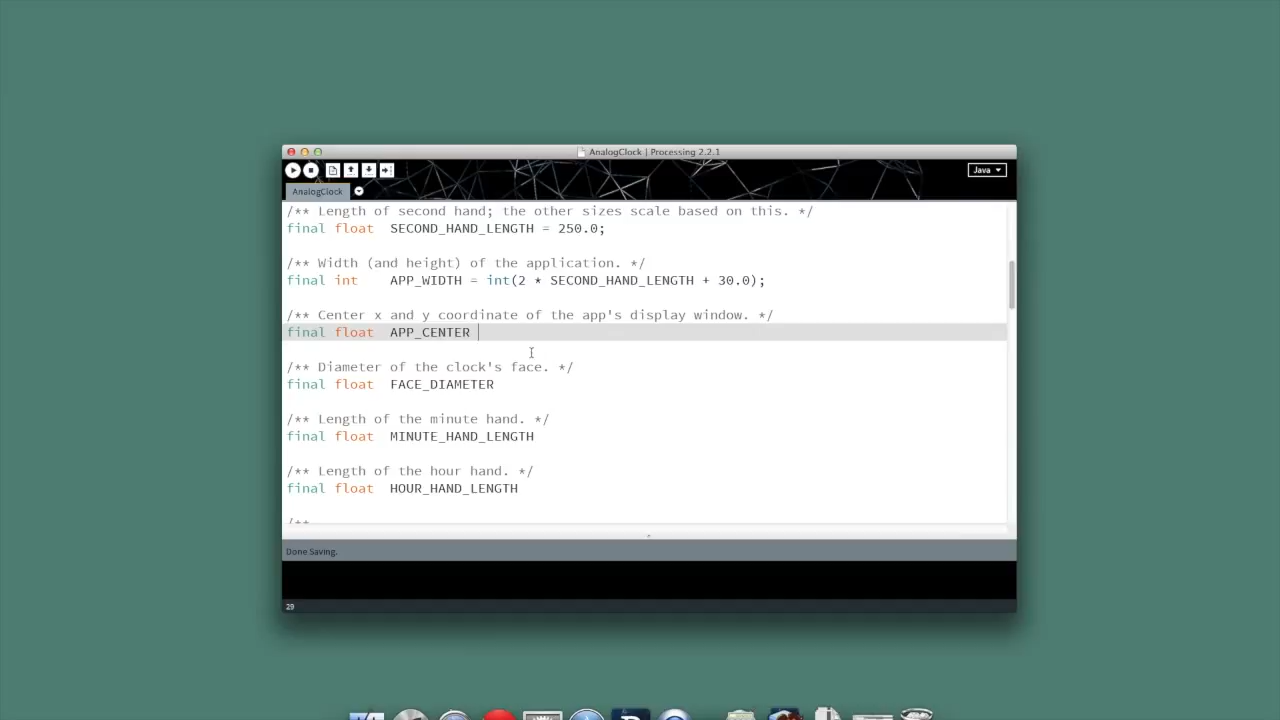 AnalogClock | Processing 2.2.1
Java
AnalogClock
/** Length of second hand; the other sizes scale based on this. */
final float  SECOND_HAND_LENGTH = 250.0;
/** Width (and height) of the application. */
final int    APP_WIDTH = int(2 * SECOND_HAND_LENGTH + 30.0);
/** Center x and y coordinate of the app's display window. */
final float  APP_CENTER
/** Diameter of the clock's face. */
final float  FACE_DIAMETER
/** Length of the minute hand. */
final float  MINUTE_HAND_LENGTH
/** Length of the hour hand. */
final float  HOUR_HAND_LENGTH
/**
Done Saving.
29